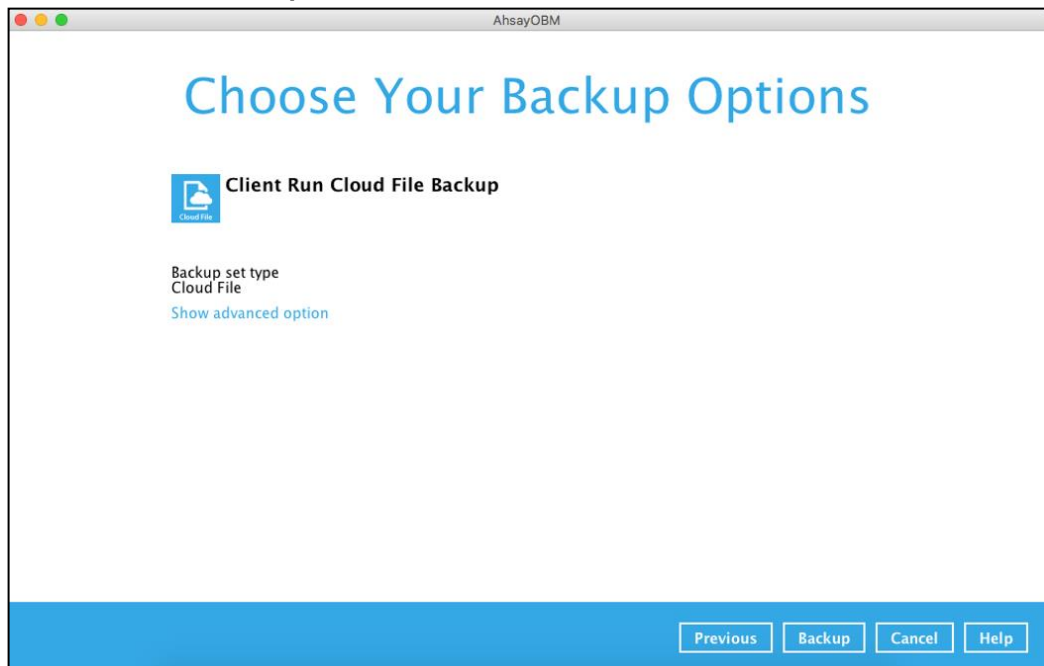 AhsayOBM
Choose Your Backup Options
Client Run Cloud File Backup
Cloud File
Backup set type
Cloud File
Show advanced option
Previous
Backup
Cancel
Help